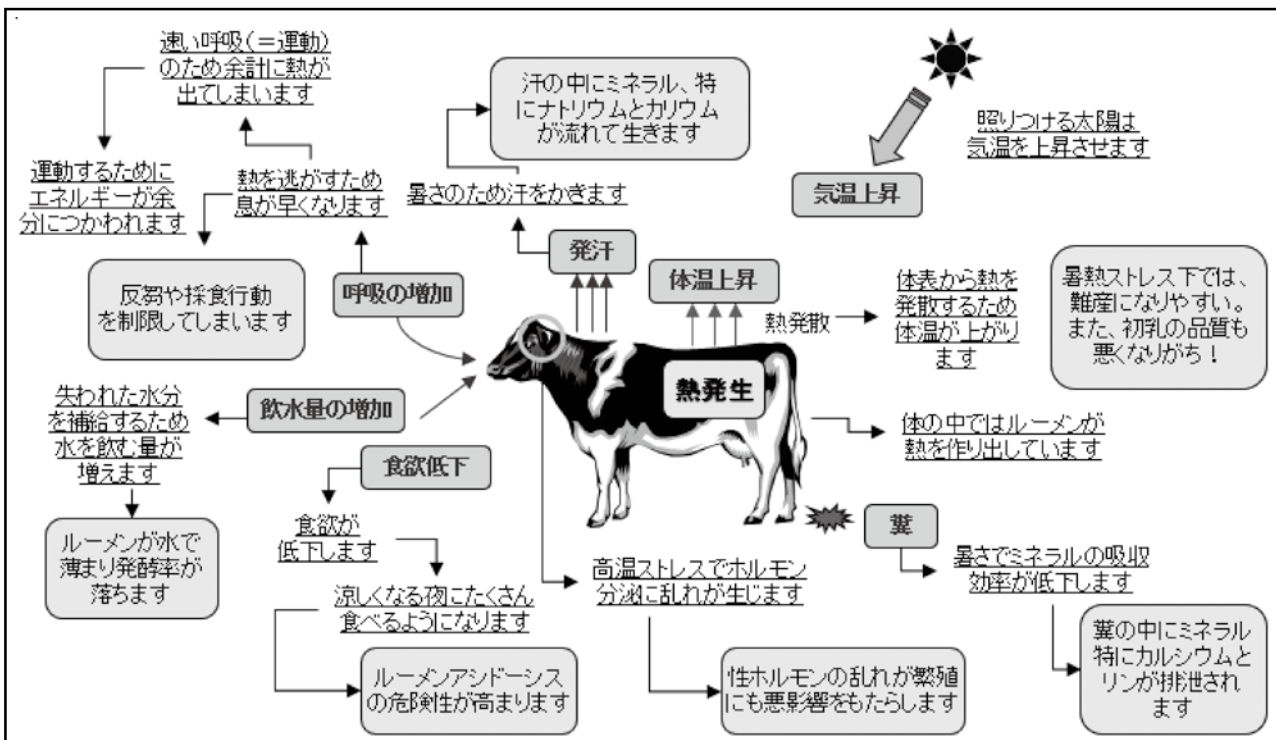 速い呼吸(=運動)
のため余計に熱が
出てしまいます
運動するために
エネルギーが余
分につかわれます
熱を逃がすため
息が早くなります
反芻や採食行動
を制限してしまいます
呼吸の増加
汗の中にミネラル、特
にナトリウムとカリウム
が流れて生きます
暑さのため汗をかきます
発汗
照りつける太陽は
気温を上昇させます
気温上昇
体温上昇
熱発散
体表から熱を
発散するため
体温が上がり
ます
暑熱ストレス下では、
難産になりやすい。
また、初乳の品質も
悪くなりがち！
熱発生
体の中ではルーメンが
熱を作り出しています
飲水量の増加
失われた水分
を補給するため
水を飲む量が
増えます
ルーメンが水で
薄まり発酵率が
落ちます
食欲低下
食欲が
低下します
涼しくなる夜にたくさん
食べるようになります
ルーメンアシドーシス
の危険性が高まります
高温ストレスでホルモン
分泌に乱れが生じます
性ホルモンの乱れが繁殖
にも悪影響をもたらします
糞
暑さでミネラルの吸収
効率が低下します
糞の中にミネラル
特にカルシウムと
リンが排泄され
ます